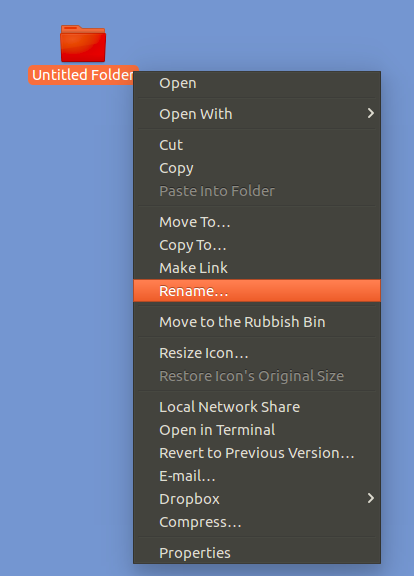 Untitled Folder
Open
Open With
Cut
Copy
Paste Into Folder
Move To…
Copy To…
Make Link
Rename…
Move to the Rubbish Bin
Resize Icon…
Restore Icon's Original Size
Local Network Share
Open in Terminal
Revert to Previous Version…
E-mail…
Dropbox
Compress…
Properties